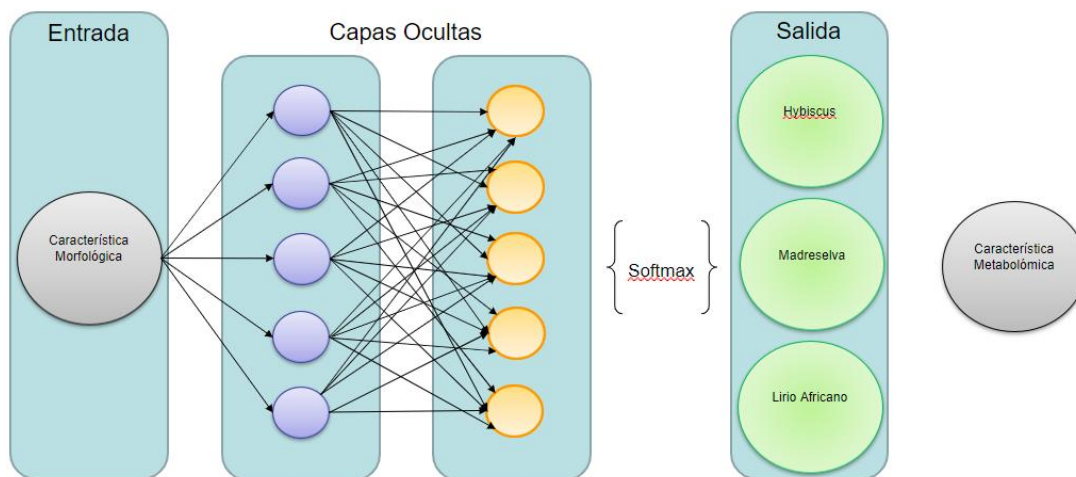 Entrada
Capas Ocultas
Salida
Característica
Morfológica
Softmax
Hybiscus
Madreselva
Lirio Africano
Característica
Metabolómica